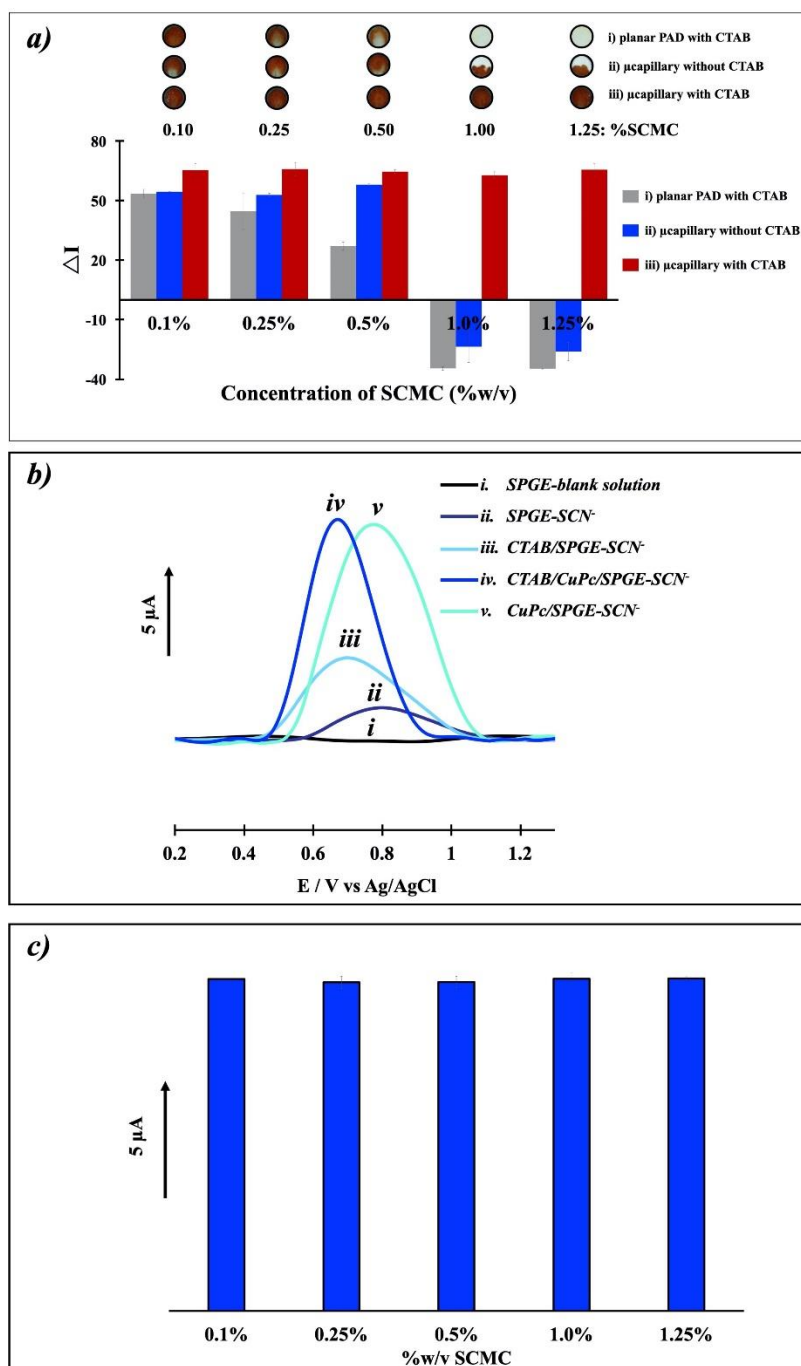 a)
i) planar PAD with CTAB
ii) µcapillary without CTAB
iii) µcapillary with CTAB
0.10 0.25 0.50 1.00 1.25: %SCMC
80
50
20
-10
-40
△I
i) planar PAD with CTAB
ii) µcapillary without CTAB
iii) µcapillary with CTAB
0.1% 0.25% 0.5% 1.0% 1.25%
Concentration of SCMC (%w/v)
b)
i. SPGE-blank solution
ii. SPGE-SCN⁻
iii. CTAB/SPGE-SCN⁻
iv. CTAB/CuPc/SPGE-SCN⁻
v. CuPc/SPGE-SCN⁻
iv v
iii
ii
i
5 µA
0.2 0.4 0.6 0.8 1 1.2
E / V vs Ag/AgCl
c)
5 µA
0.1% 0.25% 0.5% 1.0% 1.25%
%w/v SCMC